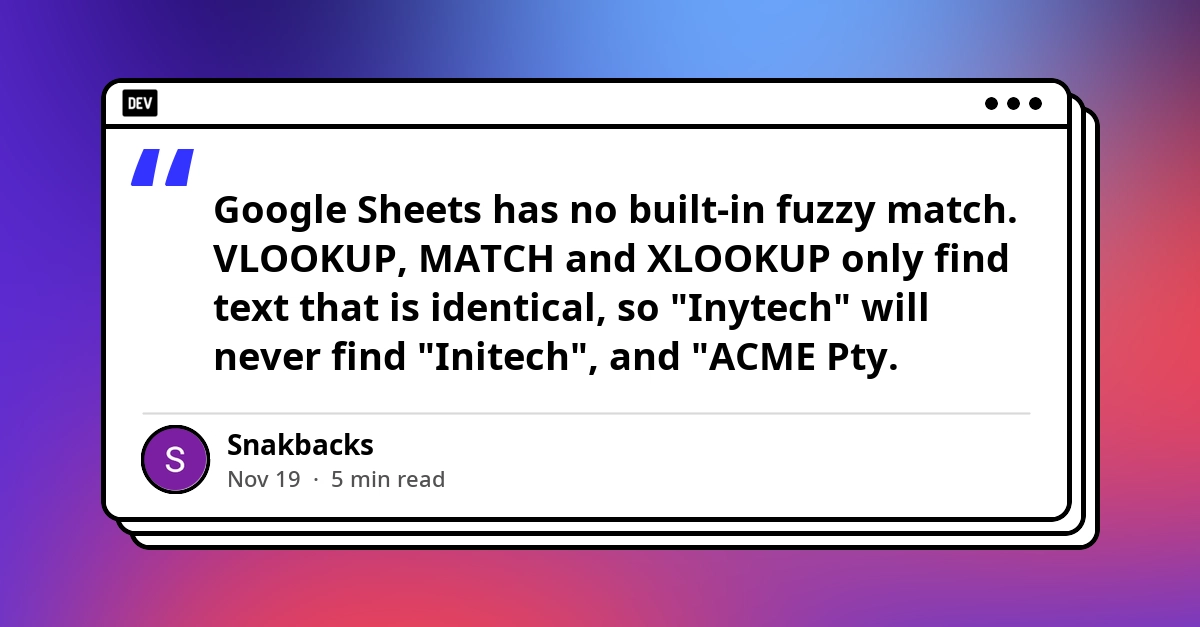 DEV
Google Sheets has no built-in fuzzy match.
VLOOKUP, MATCH and XLOOKUP only find
text that is identical, so "Inytech" will
never find "Initech", and "ACME Pty.
S
Snakbacks
Nov 19 · 5 min read